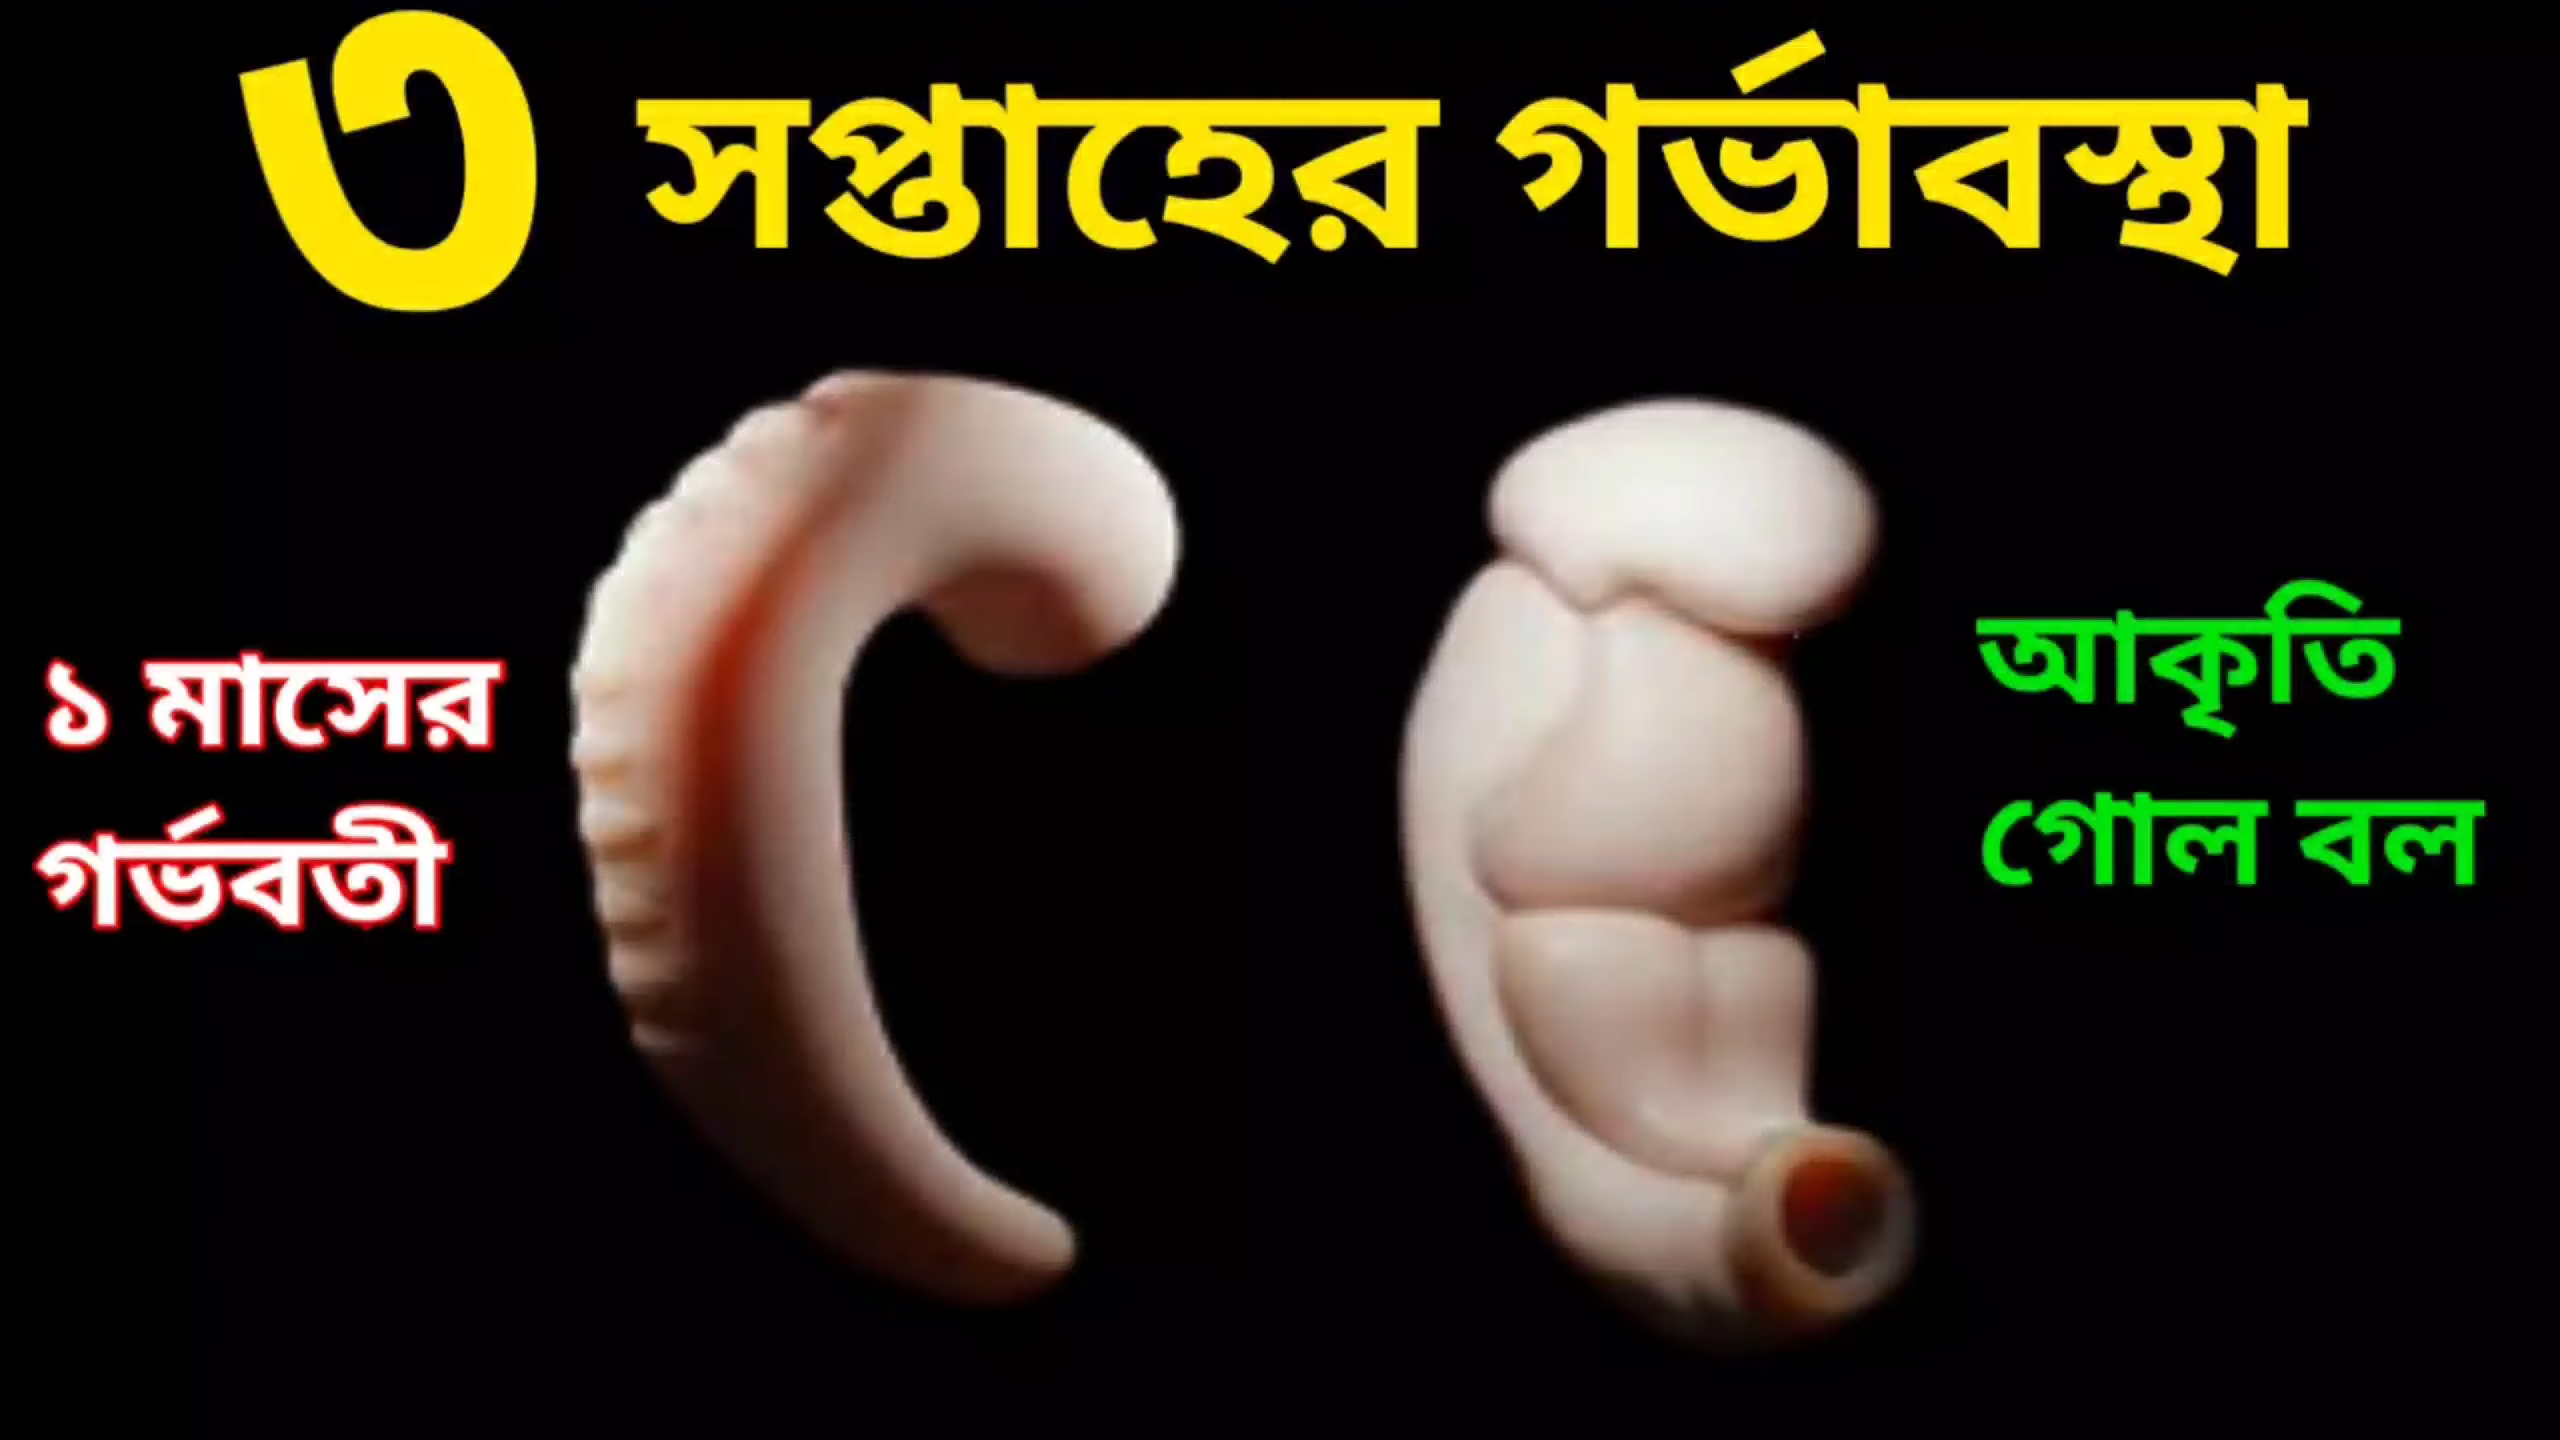 ৩ সপ্তাহের গর্ভাবস্থা
১ মাসের
গর্ভবতী
আকৃতি
গোল বল